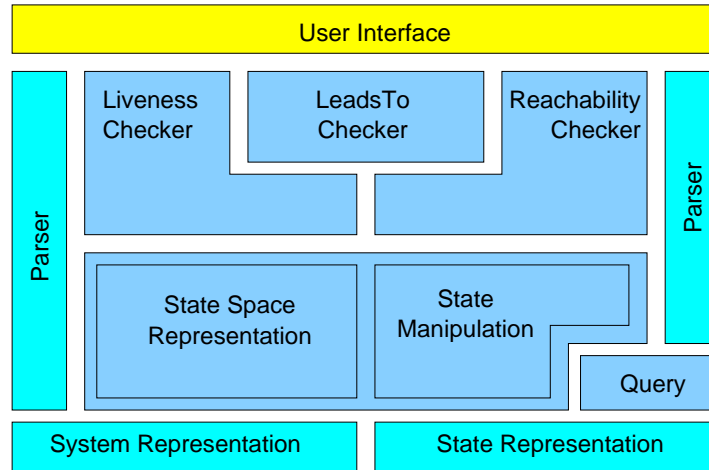 User Interface
Liveness
Checker
LeadsTo
Checker
Reachability
Checker
Parser
Parser
State Space
Representation
State
Manipulation
Query
System Representation
State Representation